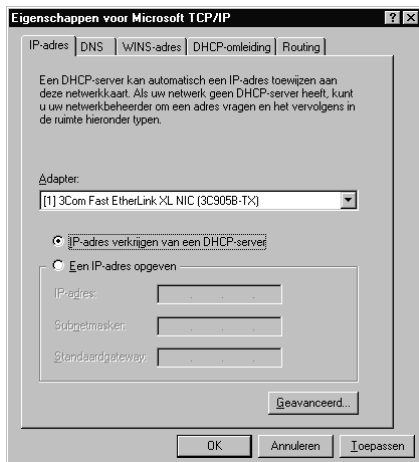 Eigenschappen voor Microsoft TCP/IP
IP-adres DNS WINS-adres DHCP-omleiding Routing
Een DHCP-server kan automatisch een IP-adres toewijzen aan
deze netwerkkaart. Als uw netwerk geen DHCP-server heeft, kunt
u uw netwerkbeheerder om een adres vragen en het vervolgens in
de ruimte hieronder typen.
Adapter:
[1] 3Com Fast EtherLink XL NIC (3C905B-TX)
IP-adres verkrijgen van een DHCP-server
Een IP-adres opgeven
IP-adres:
Subnetmasker:
Standaardgateway:
Geavanceerd...
OK Annuleren Toepassen